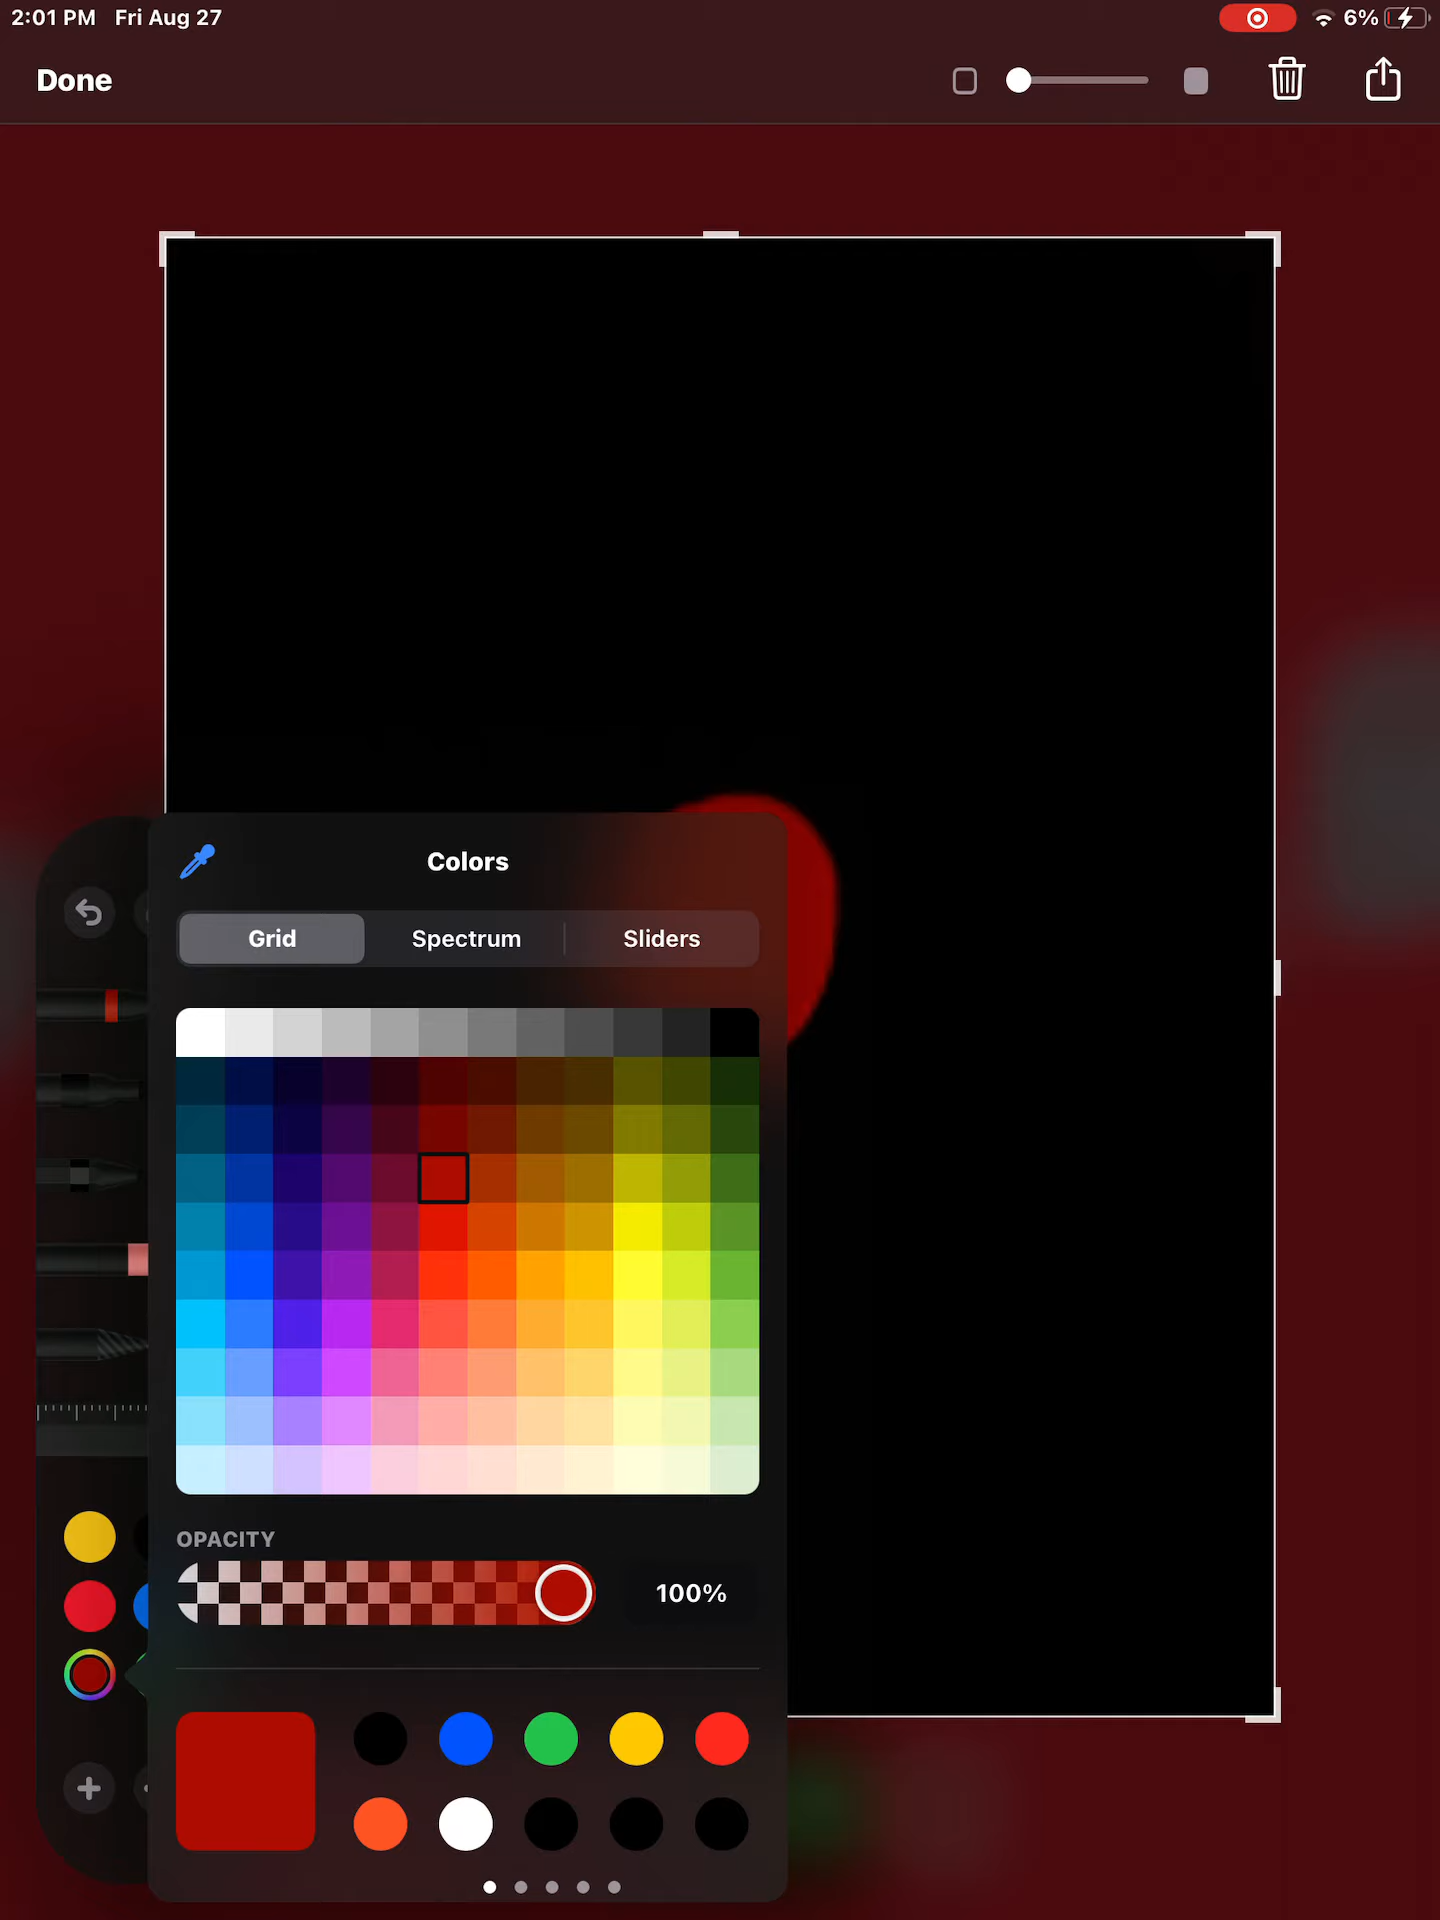 2:01 PM Fri Aug 27
6%
Done
Colors
Grid Spectrum Sliders
OPACITY
100%